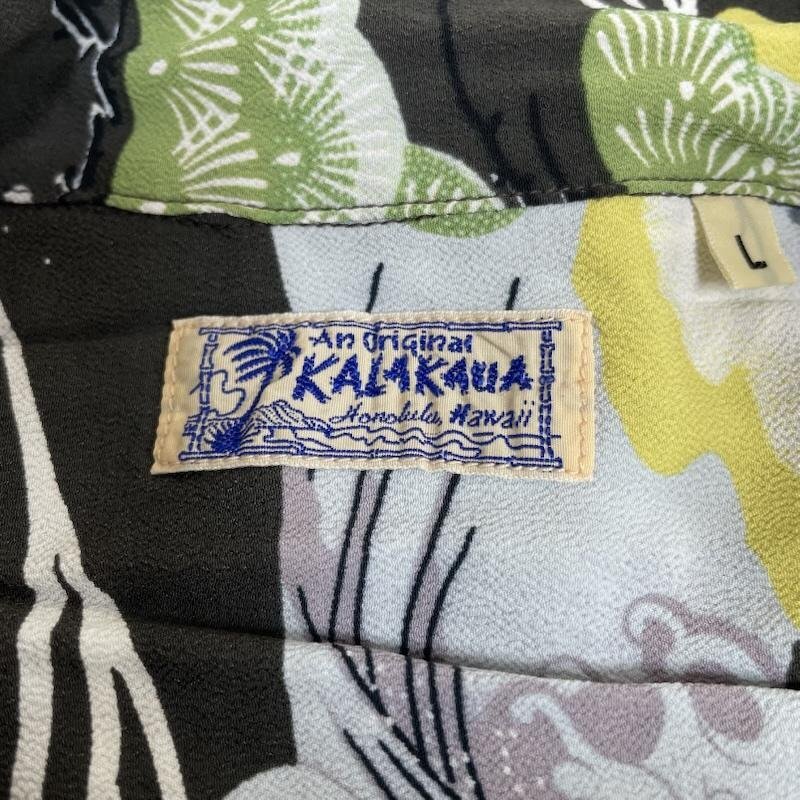 An Original
KALAKAUA
Honolulu, Hawaii
L